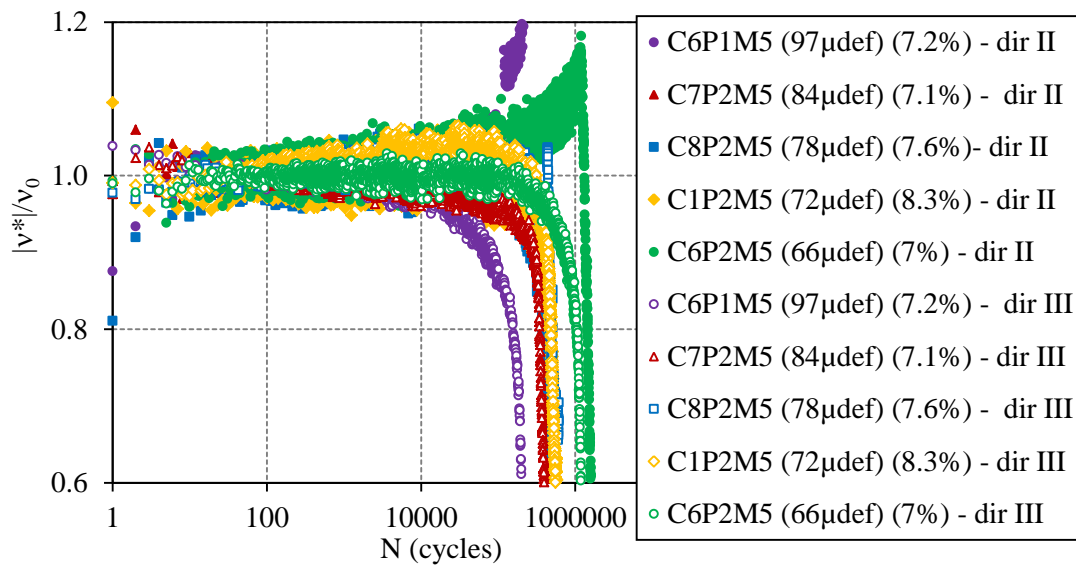 1.2
1.0
0.8
0.6
|ν*|/ν0
1
100
10000
1000000
N (cycles)
C6P1M5 (97μdef) (7.2%) - dir II
C7P2M5 (84μdef) (7.1%) -  dir II
C8P2M5 (78μdef) (7.6%)- dir II
C1P2M5 (72μdef) (8.3%) - dir II
C6P2M5 (66μdef) (7%) - dir II
C6P1M5 (97μdef) (7.2%) - dir III
C7P2M5 (84μdef) (7.1%) - dir III
C8P2M5 (78μdef) (7.6%) - dir III
C1P2M5 (72μdef) (8.3%) - dir III
C6P2M5 (66μdef) (7%) - dir III